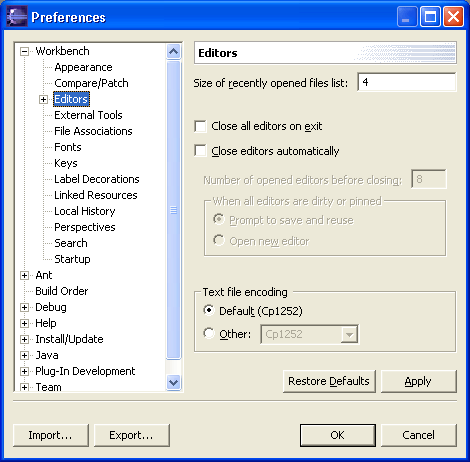 Preferences
Workbench
Appearance
Compare/Patch
Editors
External Tools
File Associations
Fonts
Keys
Label Decorations
Linked Resources
Local History
Perspectives
Search
Startup
Ant
Build Order
Debug
Help
Install/Update
Java
Plug-In Development
Team
Editors
Size of recently opened files list: 4
Close all editors on exit
Close editors automatically
Number of opened editors before closing: 8
When all editors are dirty or pinned
Prompt to save and reuse
Open new editor
Text file encoding
Default (Cp1252)
Other: Cp1252
Restore Defaults Apply
Import... Export... OK Cancel